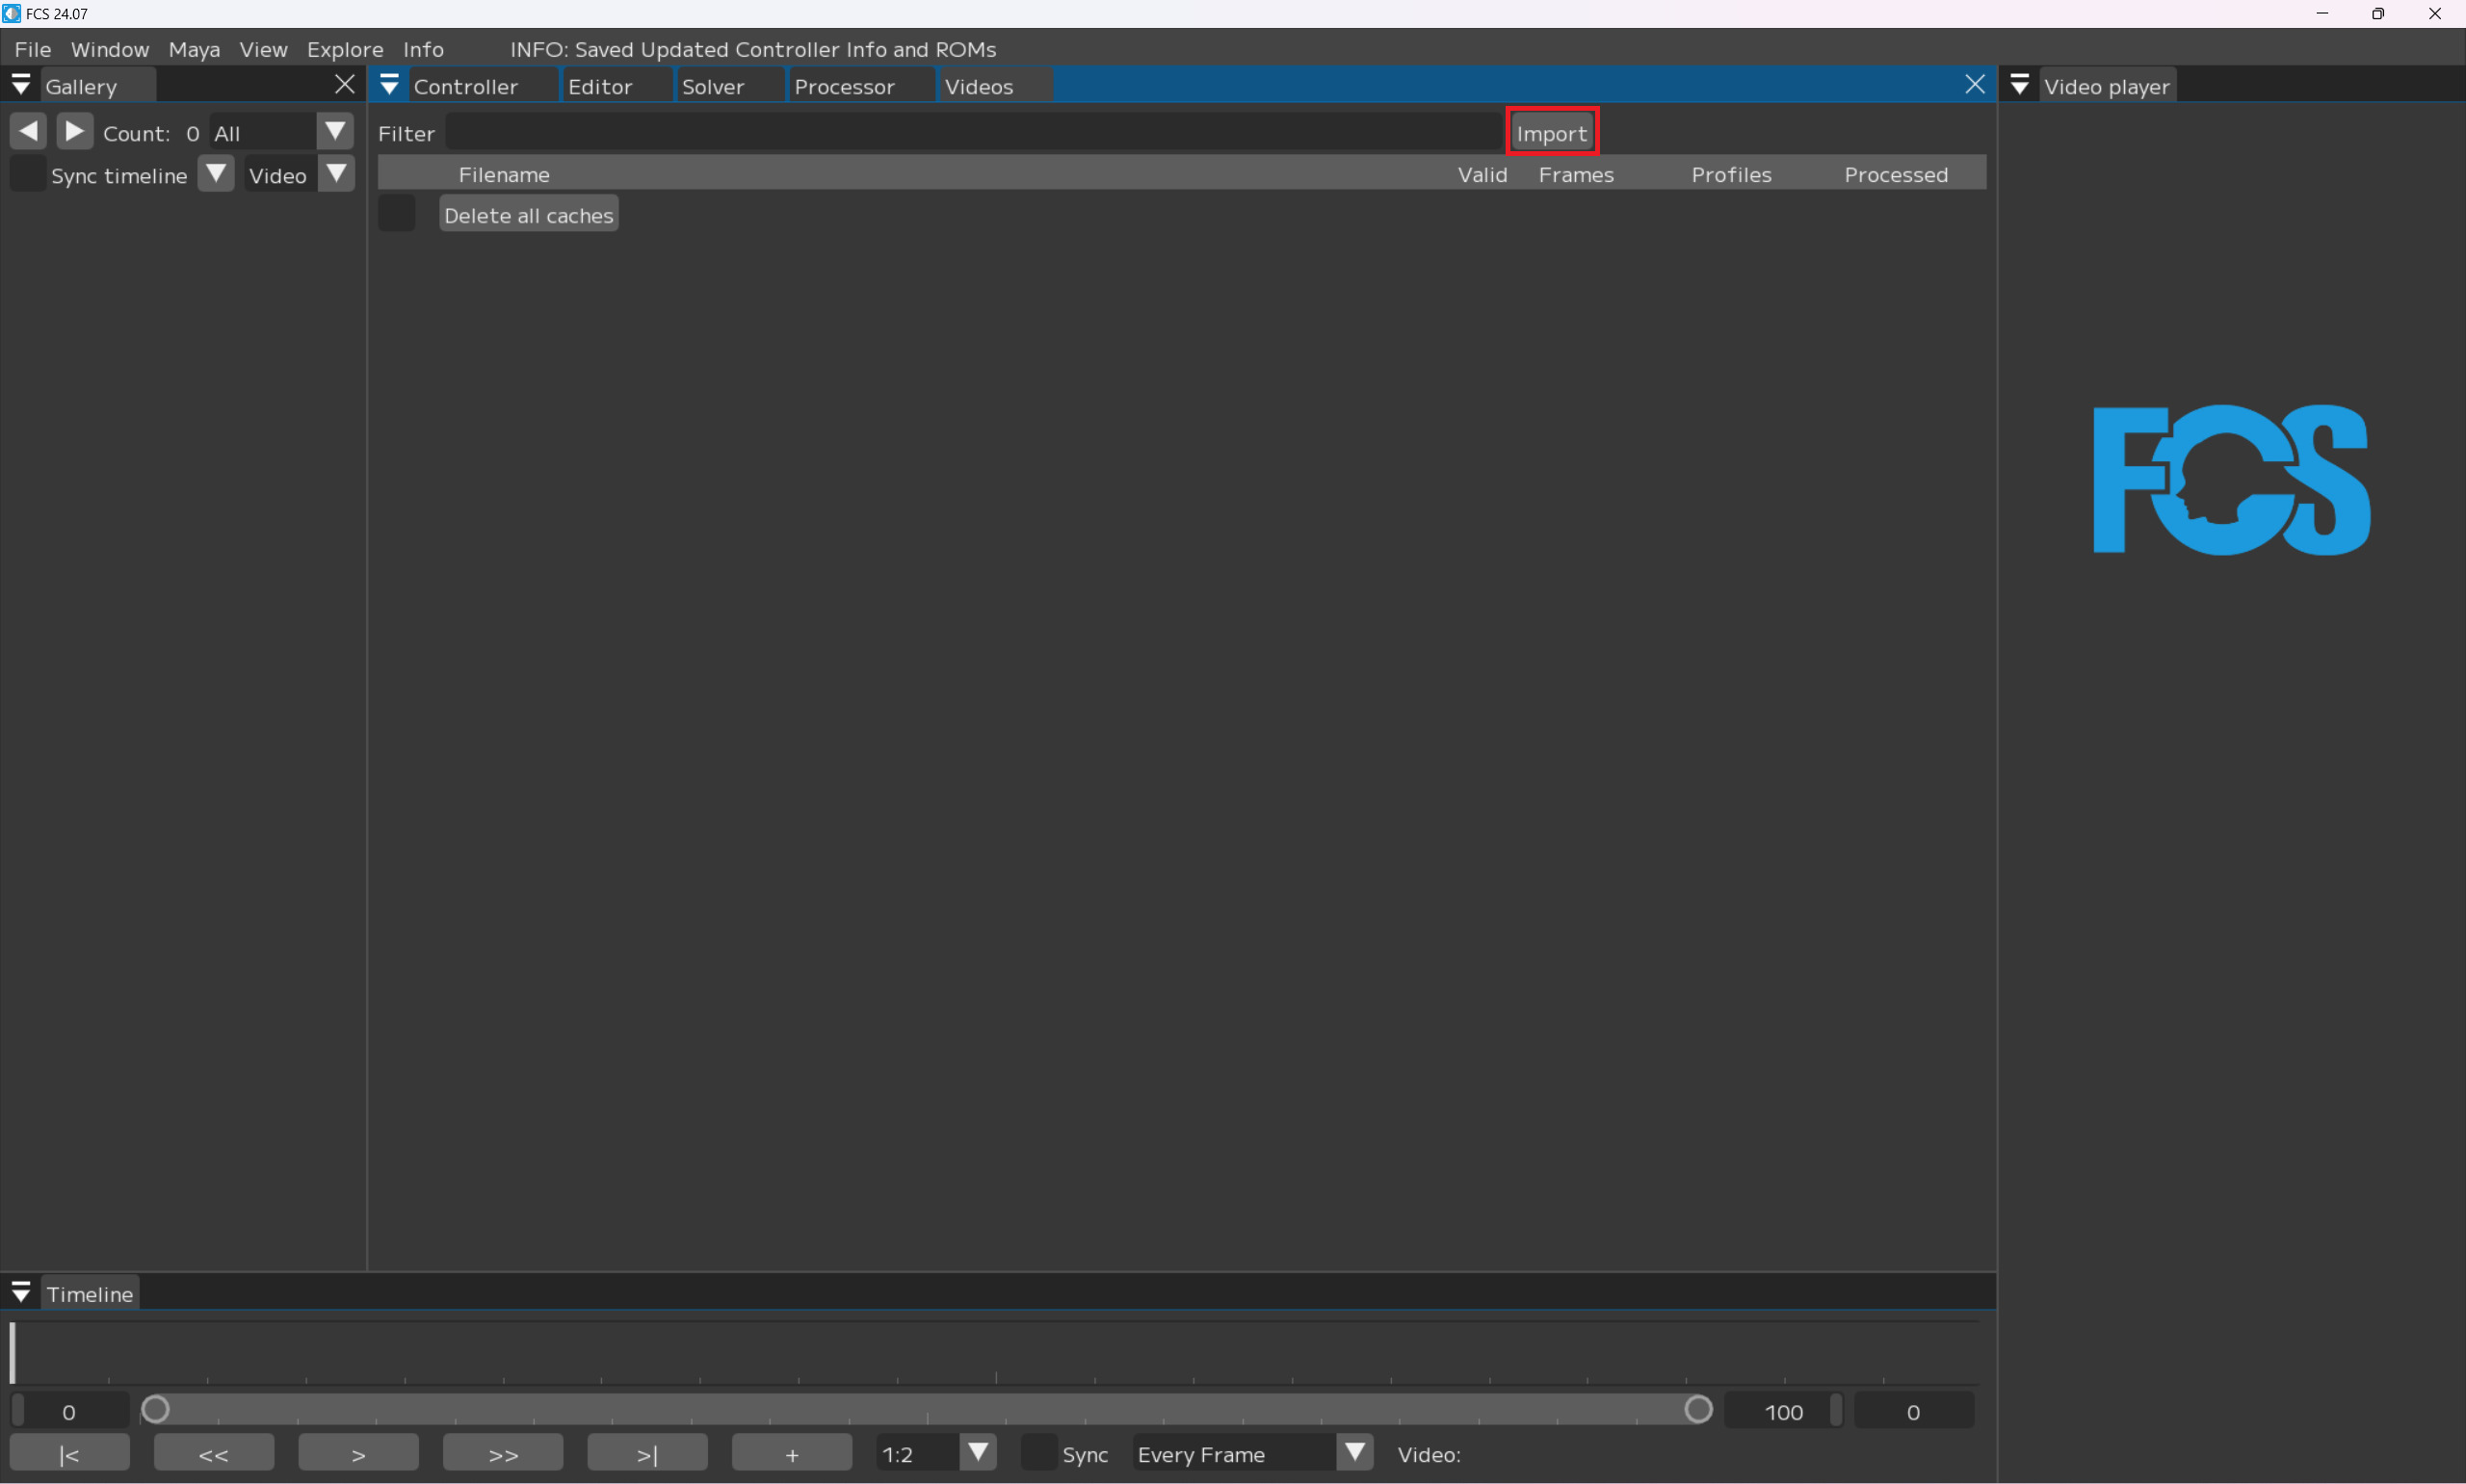 FCS 24.07
File Window Maya View Explore Info INFO: Saved Updated Controller Info and ROMs
Gallery
Controller Editor Solver Processor Videos
Video player
Count: 0 All
Sync timeline Video
Filter Import
Filename Valid Frames Profiles Processed
Delete all caches
FCS
Timeline
0 100 0
|< << > >> >| + 1:2 Sync Every Frame Video: